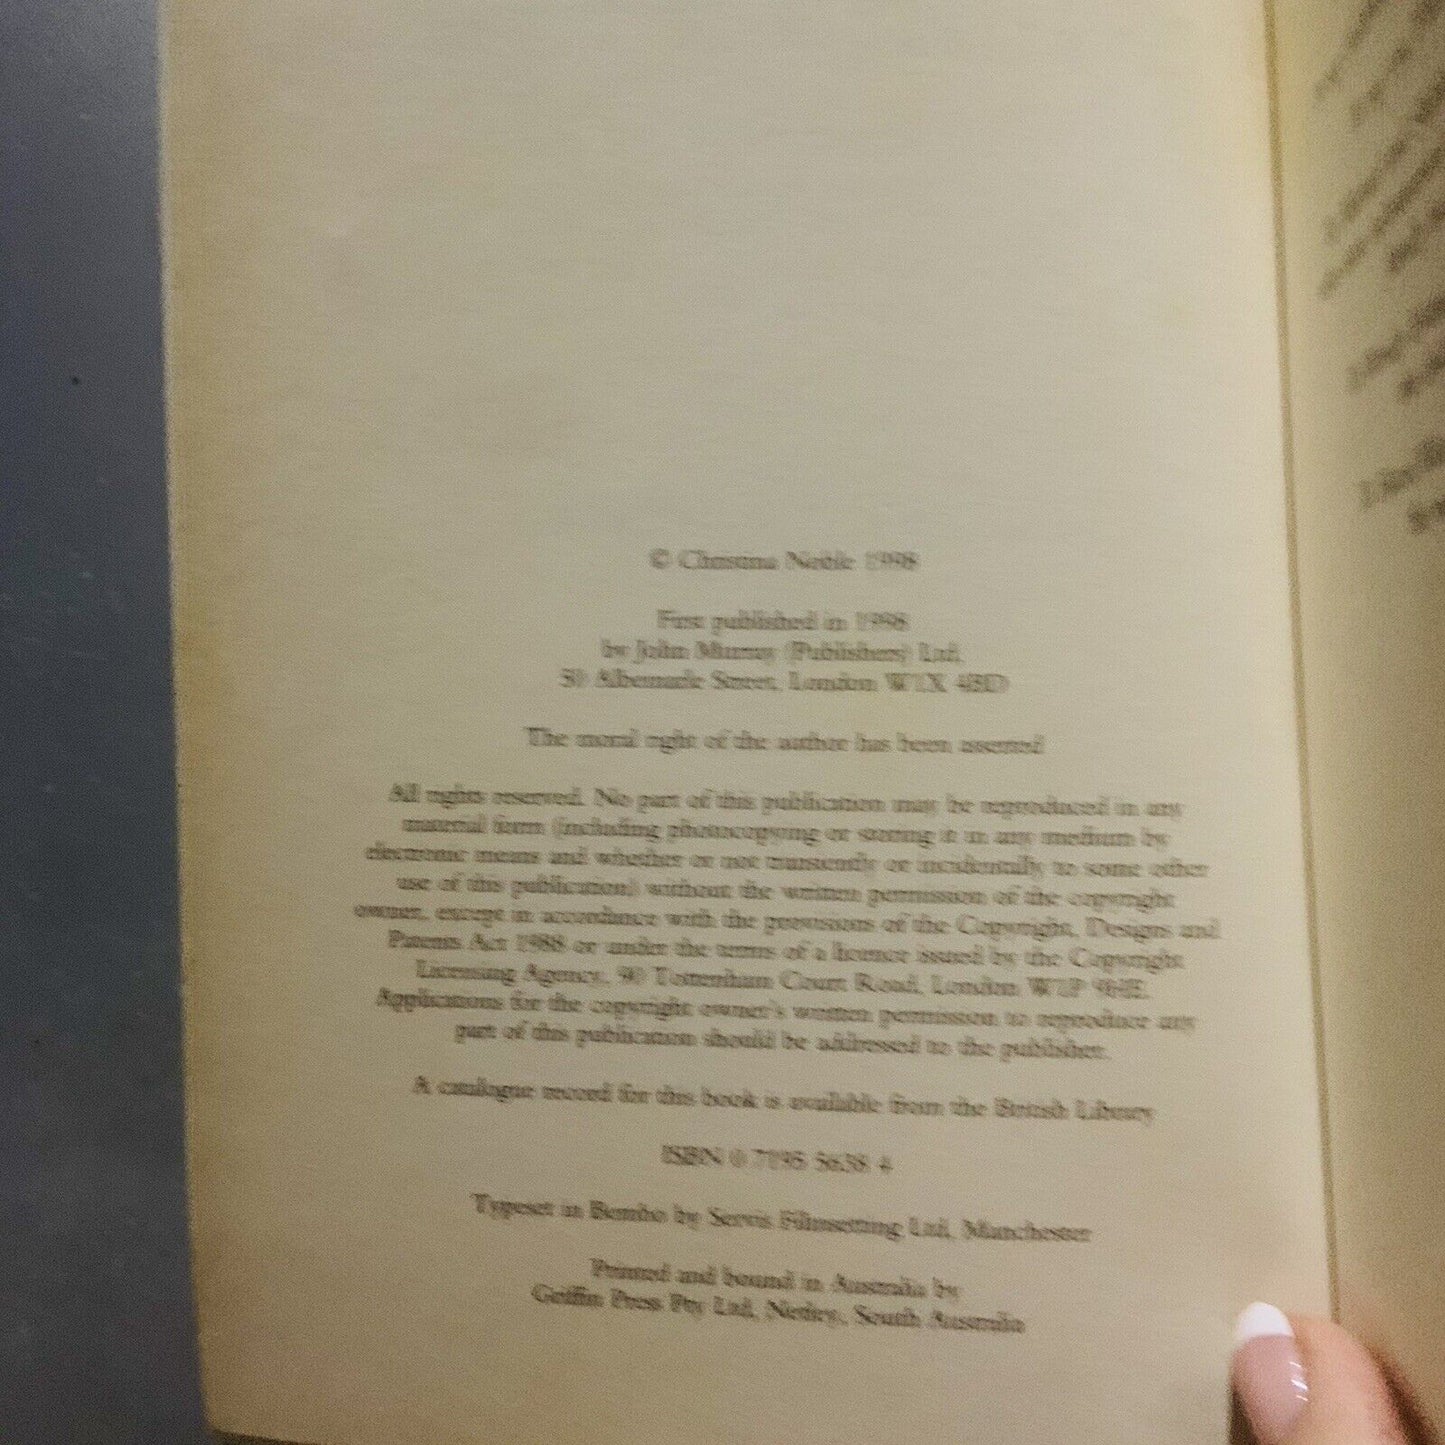 © Christina Noble 1998
First published in 1998
by John Murray (Publishers) Ltd,
50 Albemarle Street, London W1X 4BD
The moral right of the author has been asserted
All rights reserved. No part of this publication may be reproduced in any
material form (including photocopying or storing it in any medium by
electronic means and whether or not transiently or incidentally to some other
use of this publication) without the written permission of the copyright
owner, except in accordance with the provisions of the Copyright, Designs and
Patents Act 1988 or under the terms of a licence issued by the Copyright
Licensing Agency, 90 Tottenham Court Road, London W1P 9HE.
Applications for the copyright owner's written permission to reproduce any
part of this publication should be addressed to the publisher.
A catalogue record for this book is available from the British Library
ISBN 0 7195 5638 4
Typeset in Bembo by Servis Filmsetting Ltd, Manchester
Printed and bound in Australia by
Griffin Press Pty Ltd, Netley, South Australia